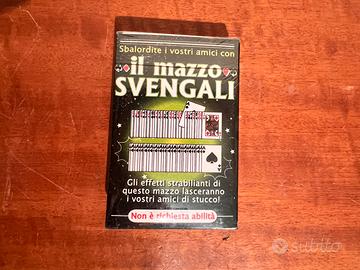 Sbalordite i vostri amici con
il mazzo
SVENGALI
Gli effetti strabilianti di
questo mazzo lasceranno
i vostri amici di stucco!
Non è richiesta abilità
subito